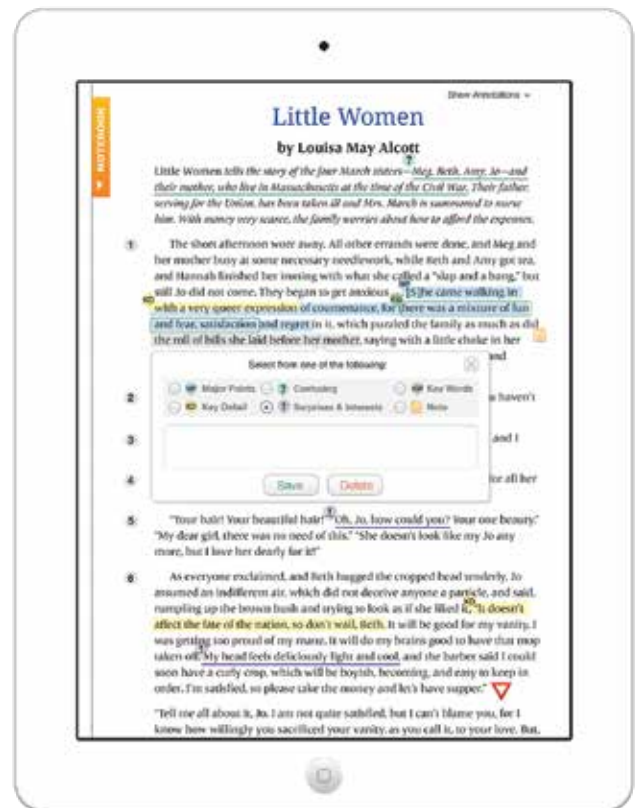 Show Annotations
NOTEBOOK
Little Women
by Louisa May Alcott
?
Little Women tells the story of the four March sisters—Meg, Beth, Amy, Jo—and
their mother, who live in Massachusetts at the time of the Civil War. Their father,
serving for the Union, has been taken ill and Mrs. March is summoned to nurse
him. With money very scarce, the family worries about how to afford the expenses.
1 The short afternoon wore away. All other errands were done, and Meg and
her mother busy at some necessary needlework, while Beth and Amy got tea,
and Hannah finished her ironing with what she called a "slap and a bang," but
still Jo did not come. They began to get anxious [S]he came walking in
with a very queer expression of countenance, for there was a mixture of fun
and fear, satisfaction and regret in it, which puzzled the family as much as did
the roll of bills she laid before her mother, saying with a little choke in her
and
Select from one of the following:
MP Major Points ? Confusing KW Key Words
KD Key Detail ! Surprises & Interests Note
2 haven't
3 and I
4 for all her
Save Delete
5 "Your hair! Your beautiful hair!" "Oh, Jo, how could you? Your one beauty."
"My dear girl, there was no need of this." "She doesn't look like my Jo any
more, but I love her dearly for it!"
6 As everyone exclaimed, and Beth hugged the cropped head tenderly, Jo
assumed an indifferent air, which did not deceive anyone a particle, and said,
rumpling up the brown bush and trying to look as if she liked it, "It doesn't
affect the fate of the nation, so don't wail, Beth. It will be good for my vanity, I
was getting too proud of my mane. It will do my brains good to have that mop
taken off. My head feels deliciously light and cool, and the barber said I could
soon have a curly crop, which will be boyish, becoming, and easy to keep in
order. I'm satisfied, so please take the money and let's have supper."
"Tell me all about it, Jo. I am not quite satisfied, but I can't blame you, for I
know how willingly you sacrificed your vanity, as you call it, to your love. But,